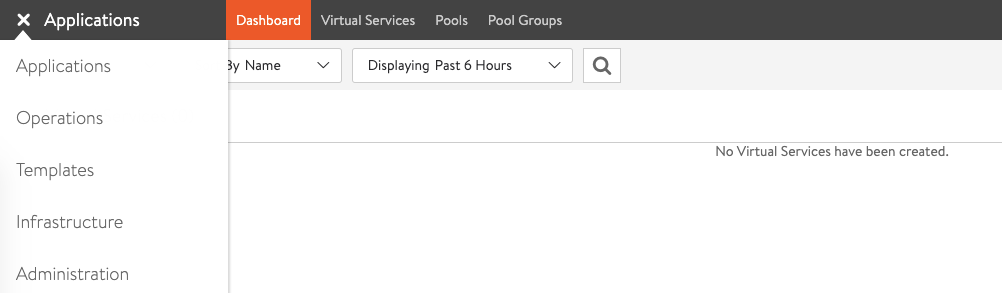 Applications Dashboard Virtual Services Pools Pool Groups
Applications
By Name Displaying Past 6 Hours
Operations
No Virtual Services have been created.
Templates
Infrastructure
Administration